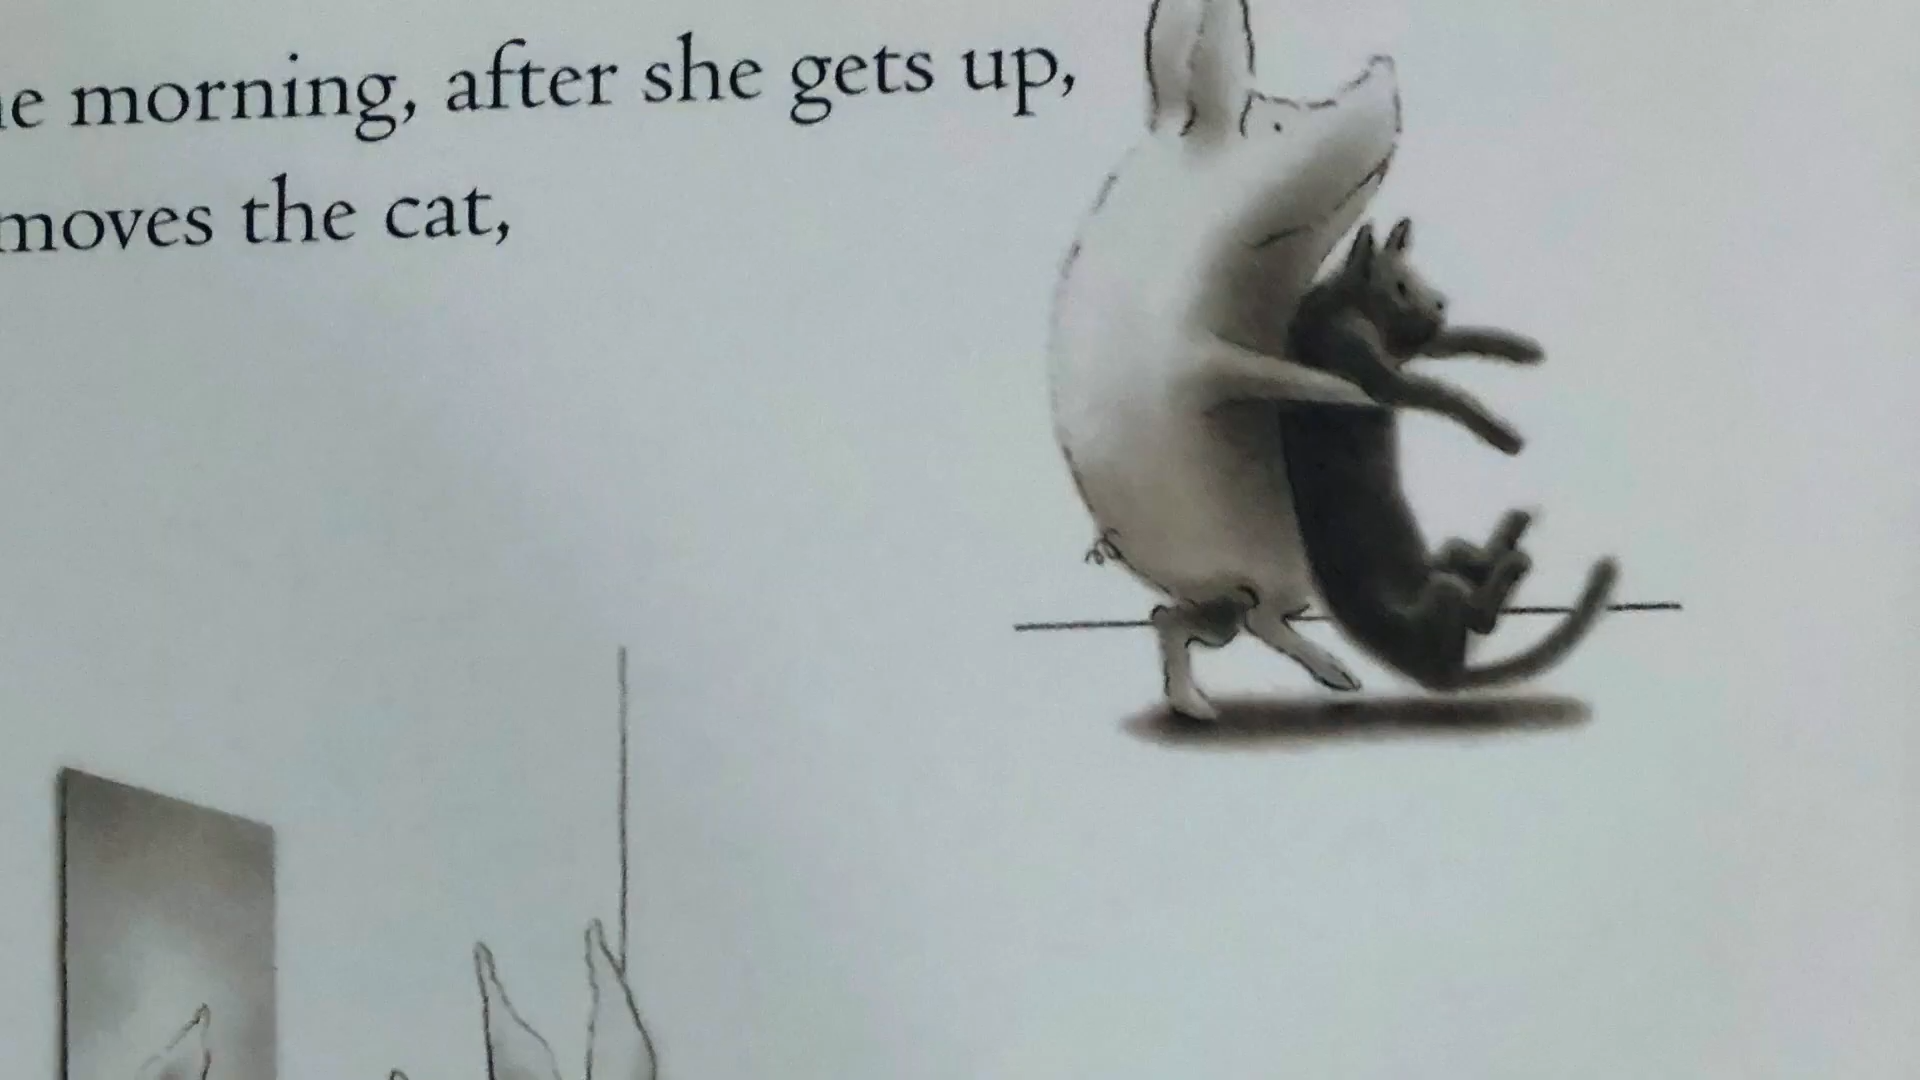 morning, after she gets up,
moves the cat,